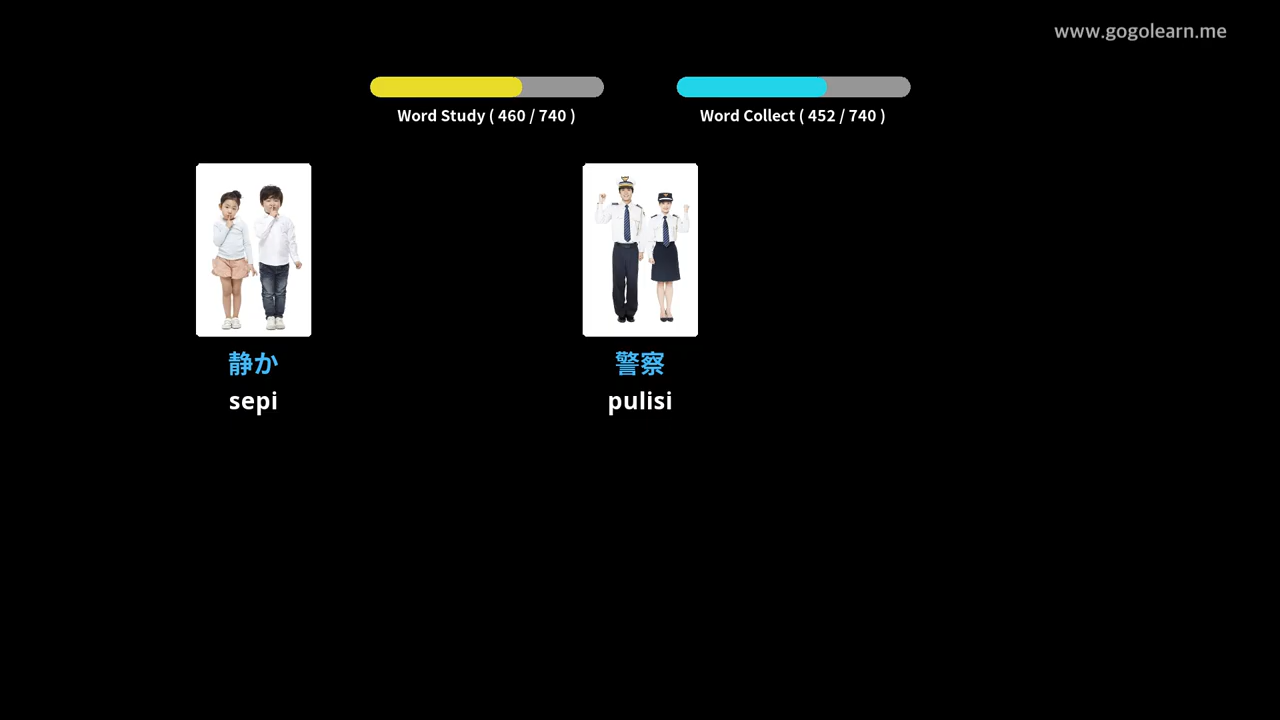 www.gogolearn.me
Word Study ( 460 / 740 )
Word Collect ( 452 / 740 )
静か
sepi
警察
pulisi